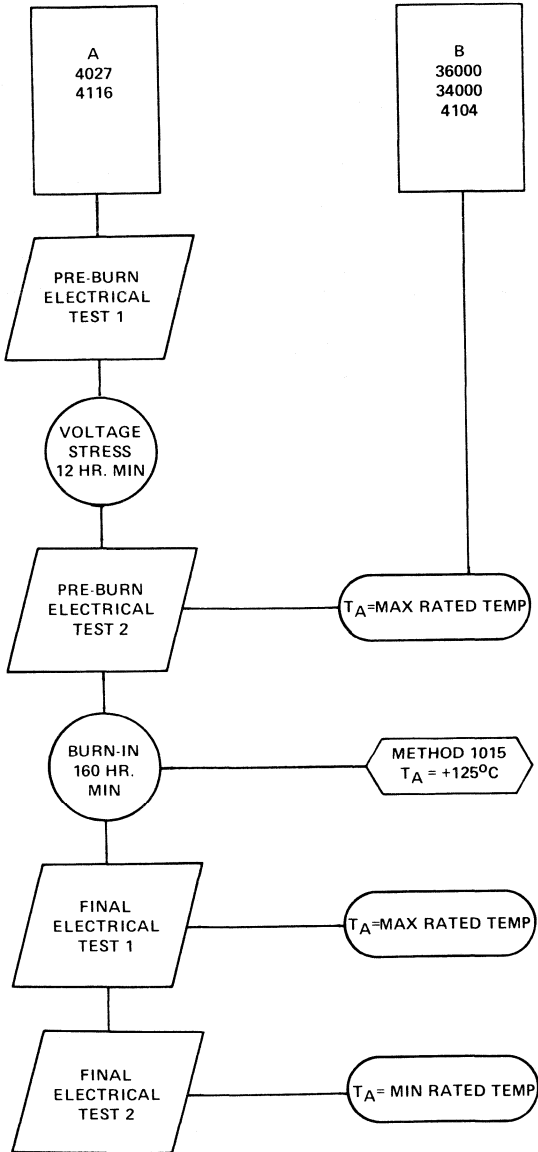 A
4027
4116
B
36000
34000
4104
PRE-BURN
ELECTRICAL
TEST 1
VOLTAGE
STRESS
12 HR. MIN
PRE-BURN
ELECTRICAL
TEST 2
TA=MAX RATED TEMP
BURN-IN
160 HR.
MIN
METHOD 1015
TA = +125°C
FINAL
ELECTRICAL
TEST 1
TA=MAX RATED TEMP
FINAL
ELECTRICAL
TEST 2
TA= MIN RATED TEMP